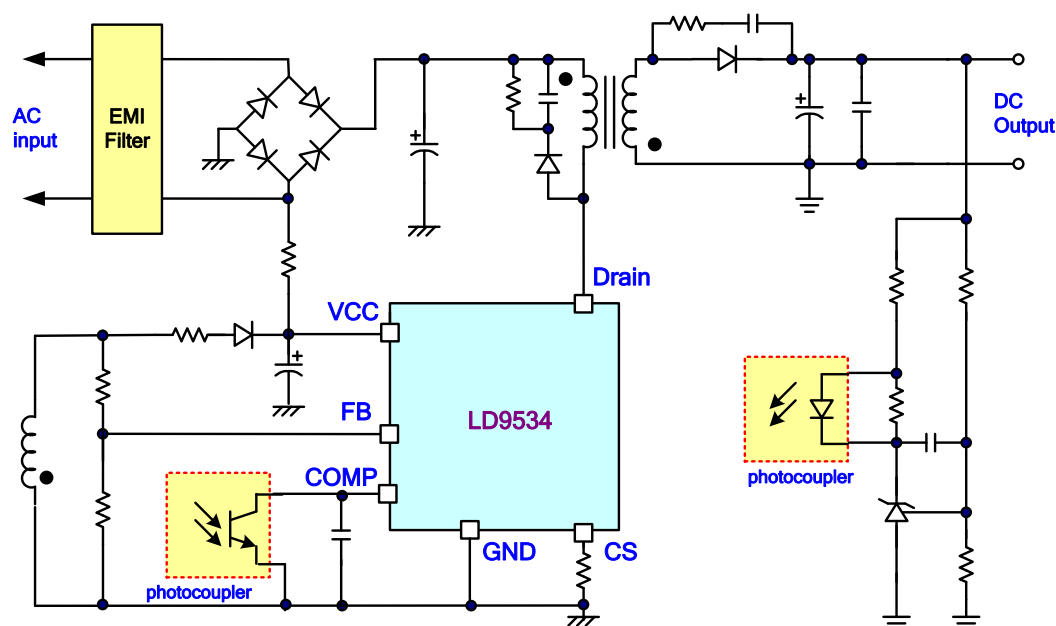 AC
input
EMI
Filter
+
+
DC
Output
Drain
VCC
+
FB
LD9534
COMP
photocoupler
GND
CS
photocoupler